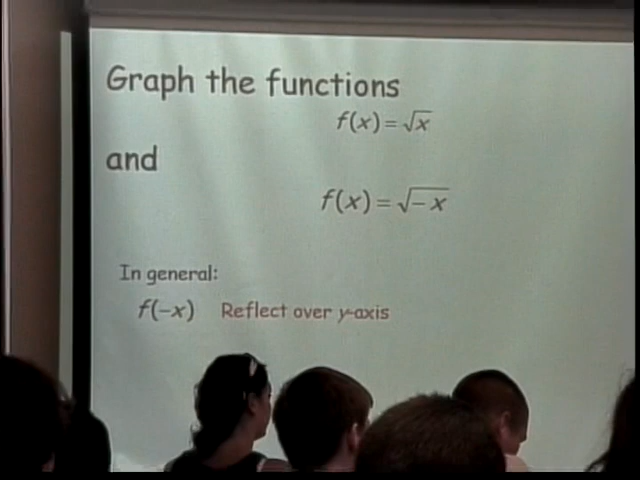 Graph the functions
f(x) = √x
and
f(x) = √−x
In general:
f(−x) Reflect over y-axis